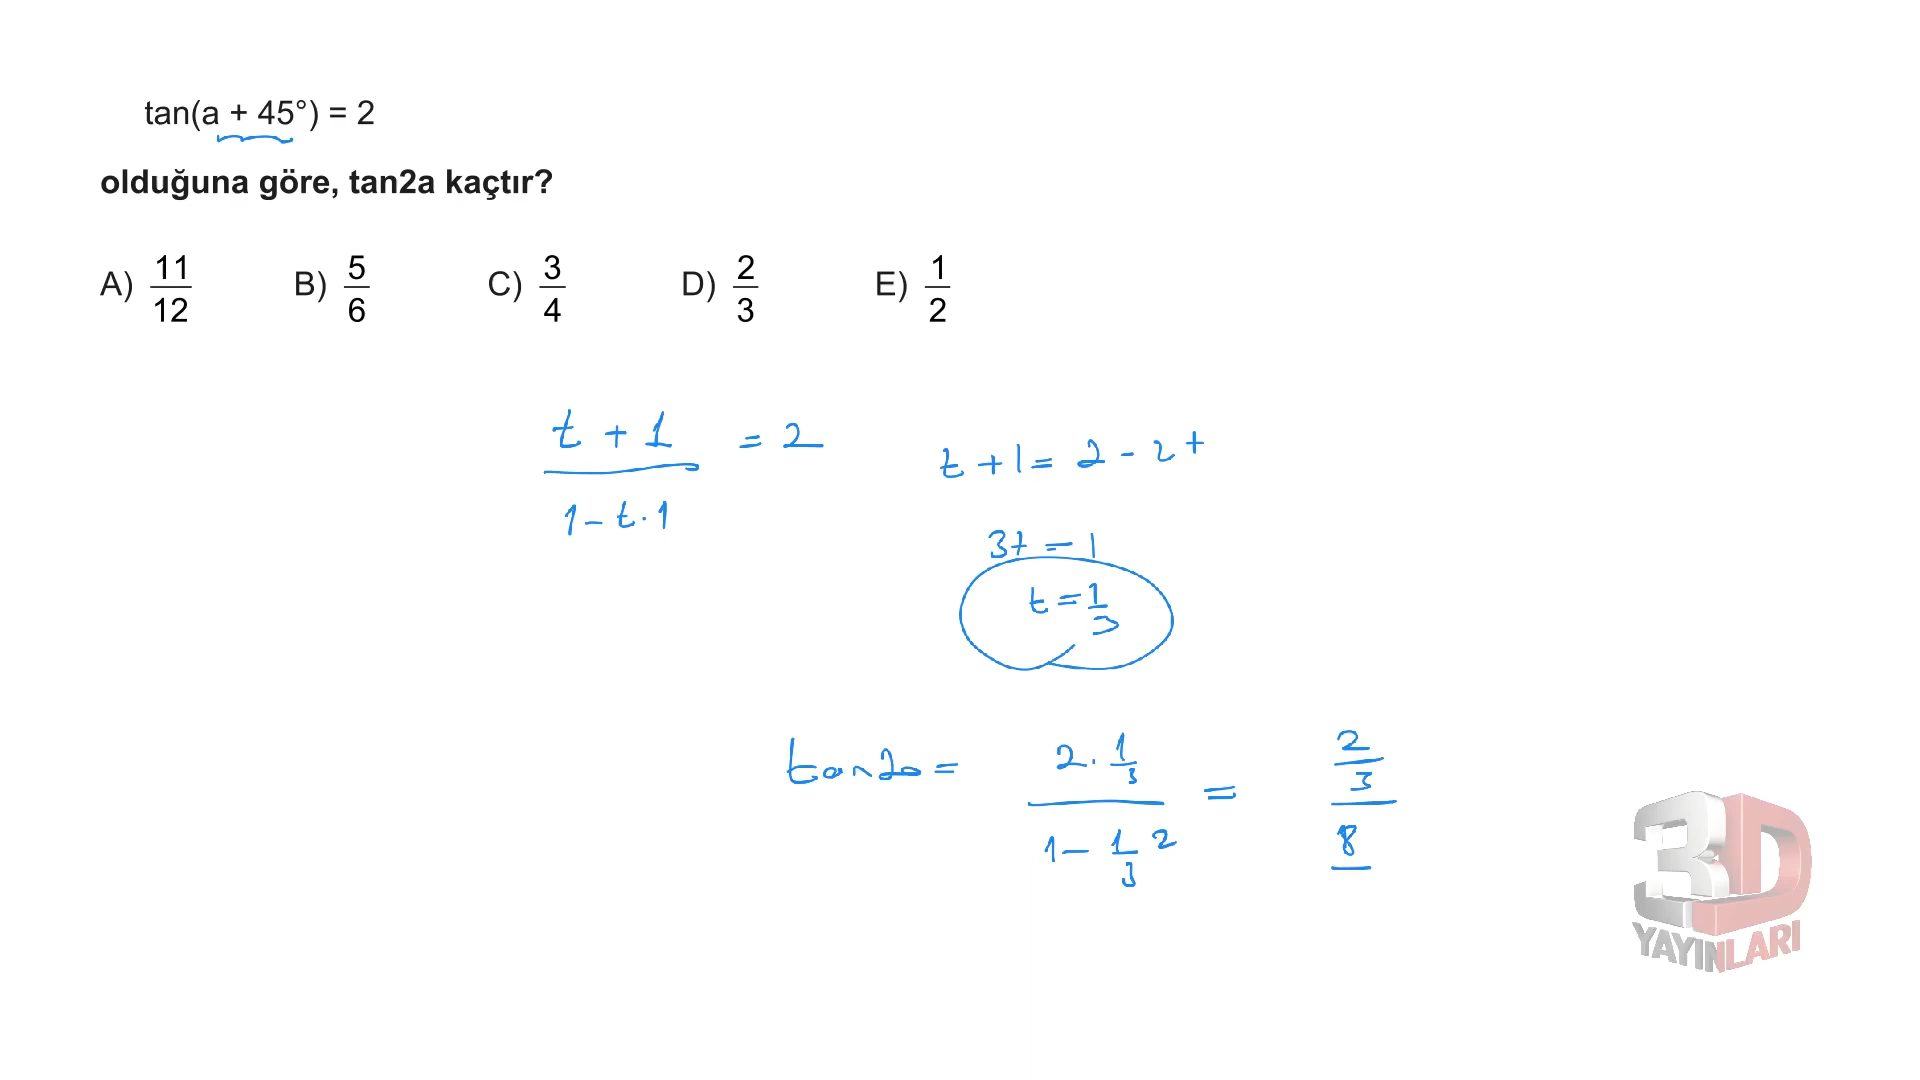 tan(a + 45°) = 2
olduğuna göre, tan2a kaçtır?
A) 11/12 B) 5/6 C) 3/4 D) 2/3 E) 1/2
t + 1 / 1 - t . 1 = 2
t + 1 = 2 - 2t
3t = 1
t = 1/3
tan2a = 2 . 1/3 / 1 - 1/3 2 = 2/3 / 8
3D
YAYINLARI